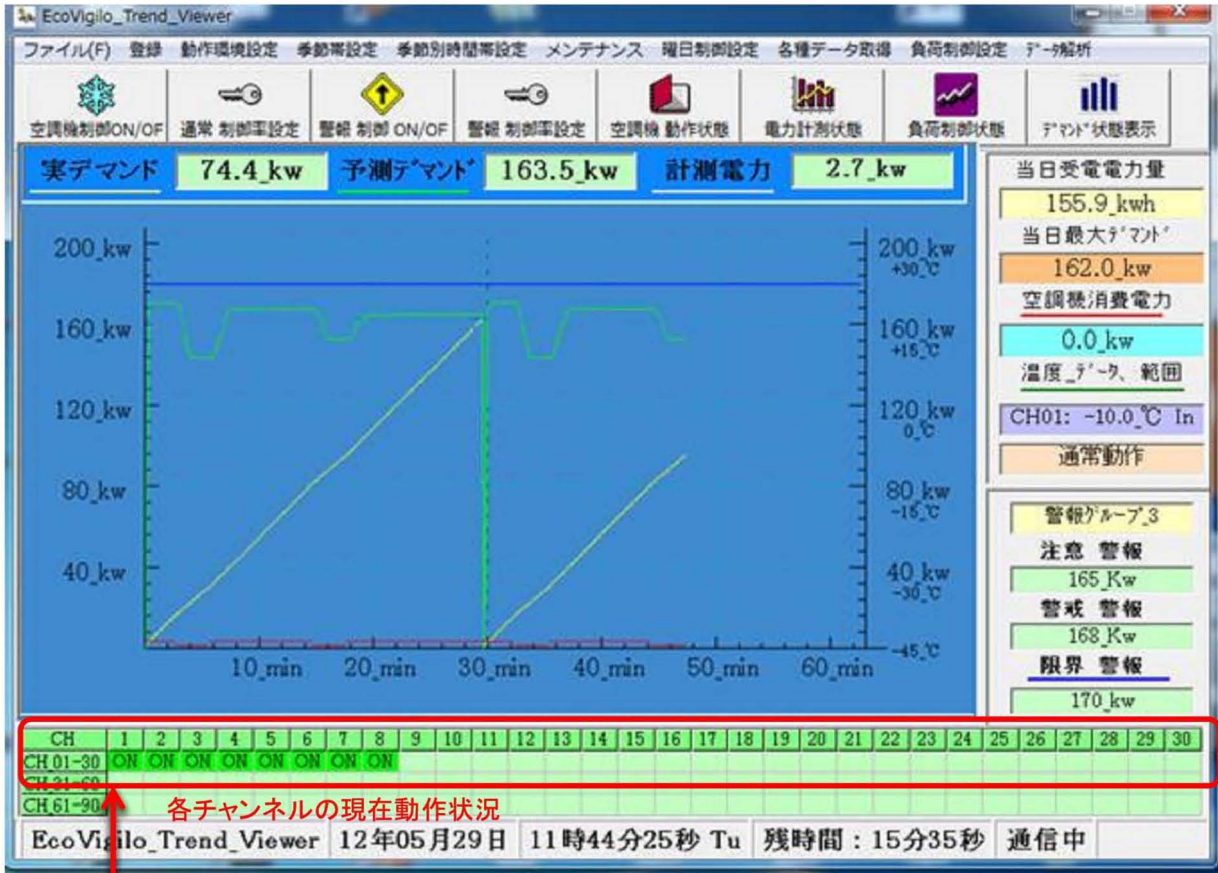 EcoVigilo_Trend_Viewer
ファイル(F) 登録 動作環境設定 季節帯設定 季節別時間帯設定 メンテナンス 曜日制御設定 各種データ取得 負荷制御設定 ﾃﾞｰﾀ解析
空調機制御ON/OF 通常 制御率設定 警報 制御 ON/OF 警報 制御率設定 空調機 動作状態 電力計測状態 負荷制御状態 ﾃﾞﾏﾝﾄﾞ状態表示
実デマンド 74.4_kw 予測ﾃﾞﾏﾝﾄﾞ 163.5_kw 計測電力 2.7_kw
200_kw
160_kw
120_kw
80_kw
40_kw
200_kw
+30_℃
160_kw
+15_℃
120_kw
0_℃
80_kw
-15_℃
40_kw
-30_℃
-45_℃
10_min 20_min 30_min 40_min 50_min 60_min
当日受電電力量
155.9_kwh
当日最大ﾃﾞﾏﾝﾄﾞ
162.0_kw
空調機消費電力
0.0_kw
温度_ﾃﾞｰﾀ、範囲
CH01: -10.0_℃ In
通常動作
警報ｸﾞﾙｰﾌﾟ_3
注意 警報
165_Kw
警戒 警報
168_Kw
限界 警報
170_kw
CH 1 2 3 4 5 6 7 8 9 10 11 12 13 14 15 16 17 18 19 20 21 22 23 24 25 26 27 28 29 30
CH_01-30 ON ON ON ON ON ON ON ON
CH_31-60
CH_61-90
各チャンネルの現在動作状況
EcoVigilo_Trend_Viewer 12年05月29日 11時44分25秒 Tu 残時間：15分35秒 通信中